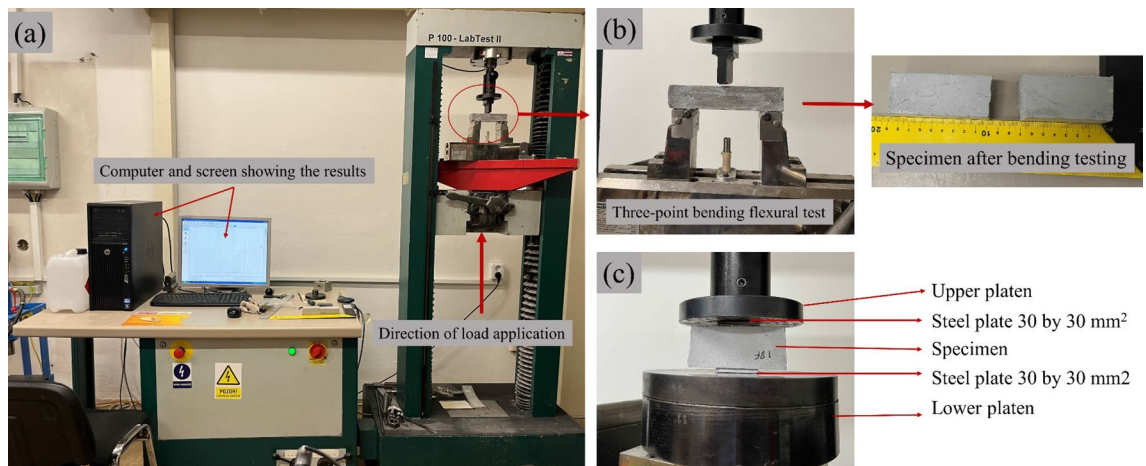 (a)
P 100 - LabTest II
Computer and screen showing the results
Direction of load application
POZOR!
(b)
Three-point bending flexural test
20
10
Specimen after bending testing
(c)
Upper platen
Steel plate 30 by 30 mm²
Specimen
Steel plate 30 by 30 mm2
Lower platen